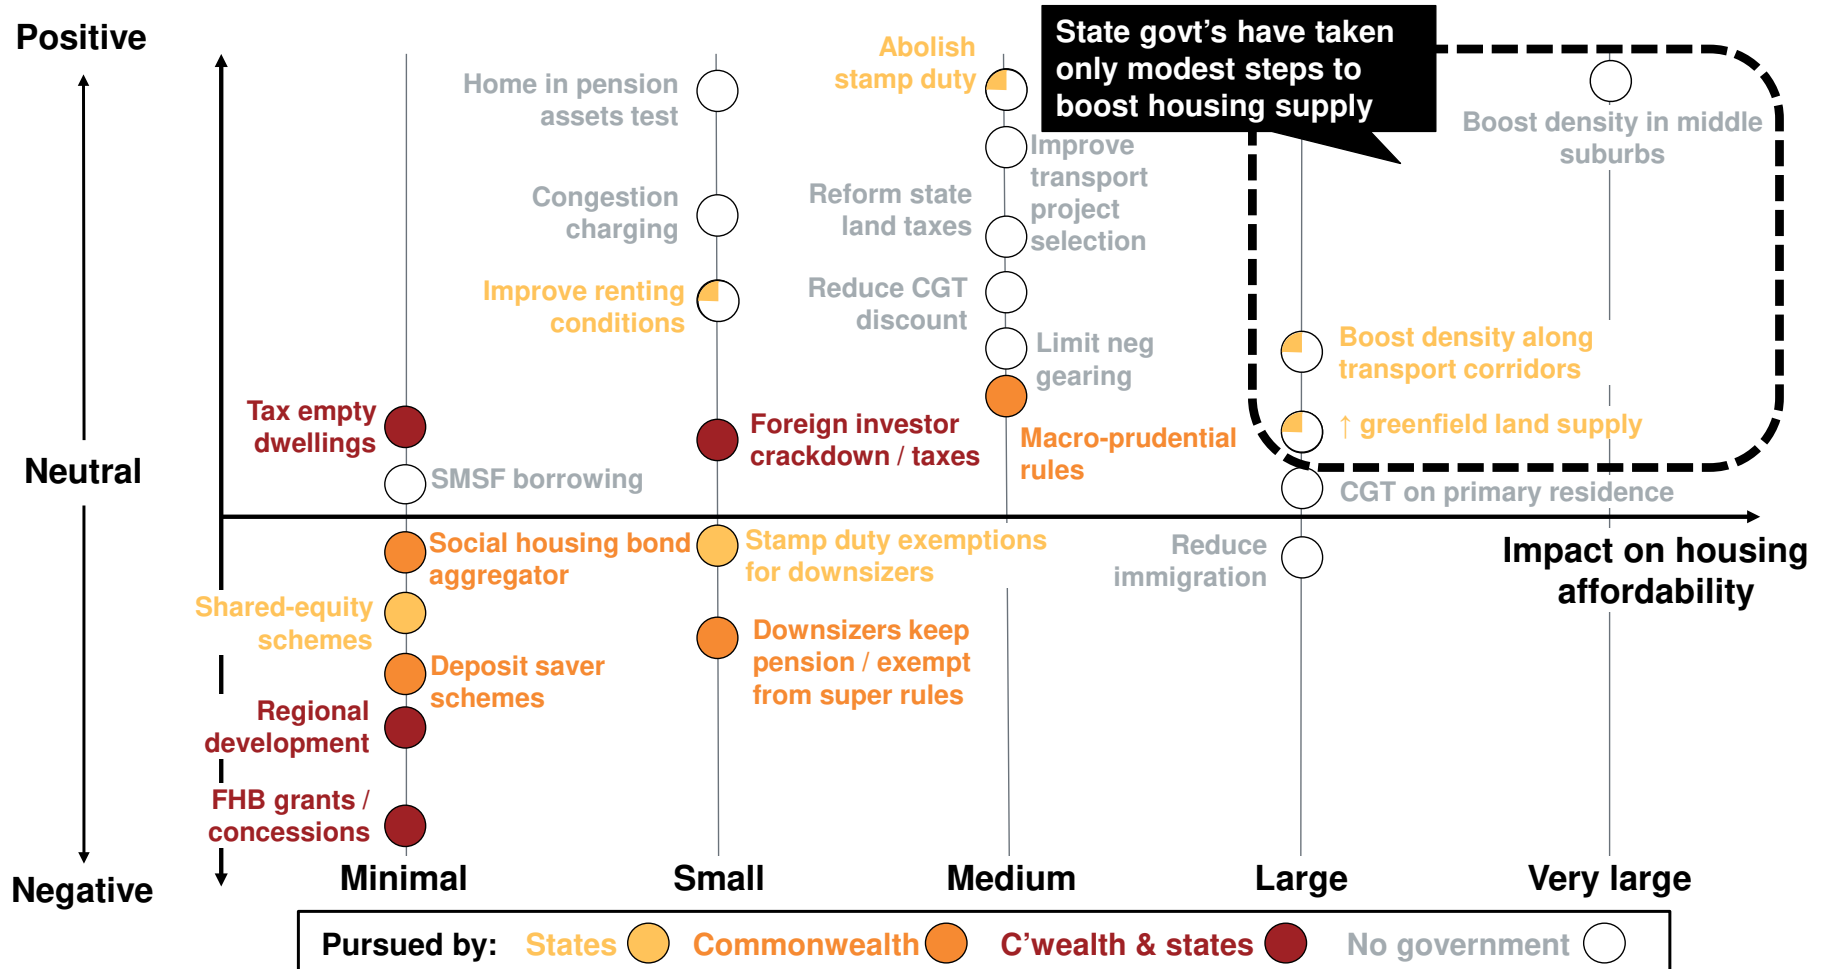 Positive
Neutral
Negative
Home in pension
assets test
Congestion
charging
Improve renting
conditions
Tax empty
dwellings
SMSF borrowing
Foreign investor
crackdown / taxes
Abolish
stamp duty
Improve
transport
project
selection
Reform state
land taxes
Reduce CGT
discount
Limit neg
gearing
Macro-prudential
rules
State govt's have taken
only modest steps to
boost housing supply
Boost density in middle
suburbs
Boost density along
transport corridors
↑ greenfield land supply
CGT on primary residence
Social housing bond
aggregator
Shared-equity
schemes
Deposit saver
schemes
Regional
development
FHB grants /
concessions
Stamp duty exemptions
for downsizers
Downsizers keep
pension / exempt
from super rules
Reduce
immigration
Impact on housing
affordability
Minimal
Small
Medium
Large
Very large
Pursued by: States Commonwealth C'wealth & states No government